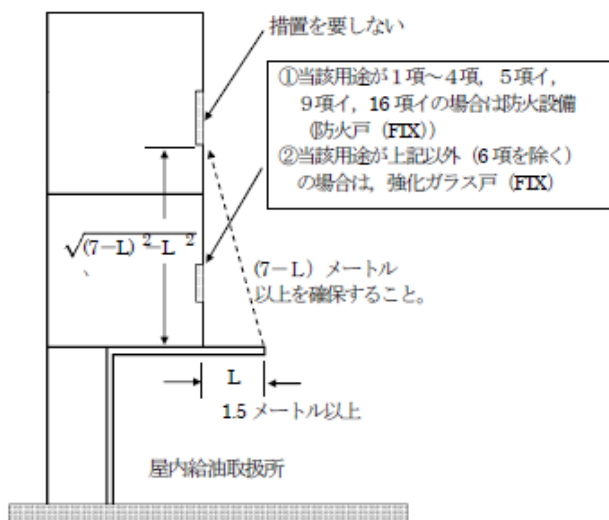 措置を要しない
①当該用途が1項~4項,5項イ,
9項イ,16項イの場合は防火設備
(防火戸(FIX))
②当該用途が上記以外(6項を除く)
の場合は,強化ガラス戸(FIX)
√(7-L)²-L²
、
(7-L)メートル
以上を確保すること。
L
1.5メートル以上
屋内給油取扱所